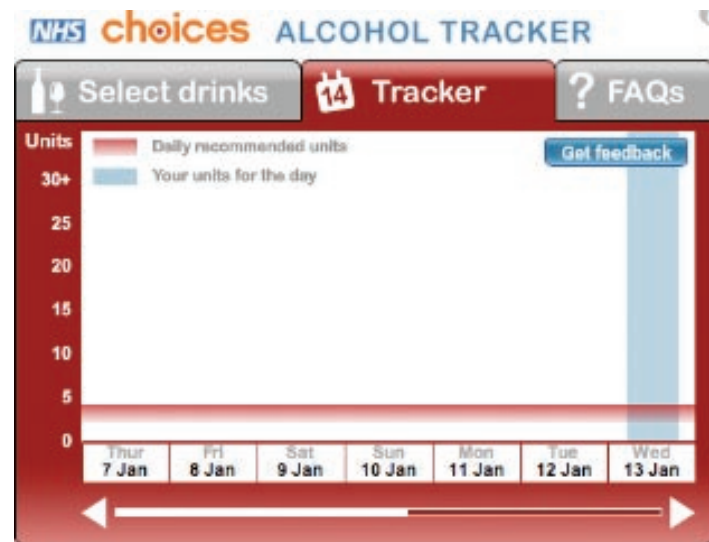 NHS choices ALCOHOL TRACKER
Select drinks
14 Tracker
? FAQs
Units
Daily recommended units
Get feedback
30+
Your units for the day
25
20
15
10
5
0
Thur Fri Sat Sun Mon Tue Wed
7 Jan 8 Jan 9 Jan 10 Jan 11 Jan 12 Jan 13 Jan